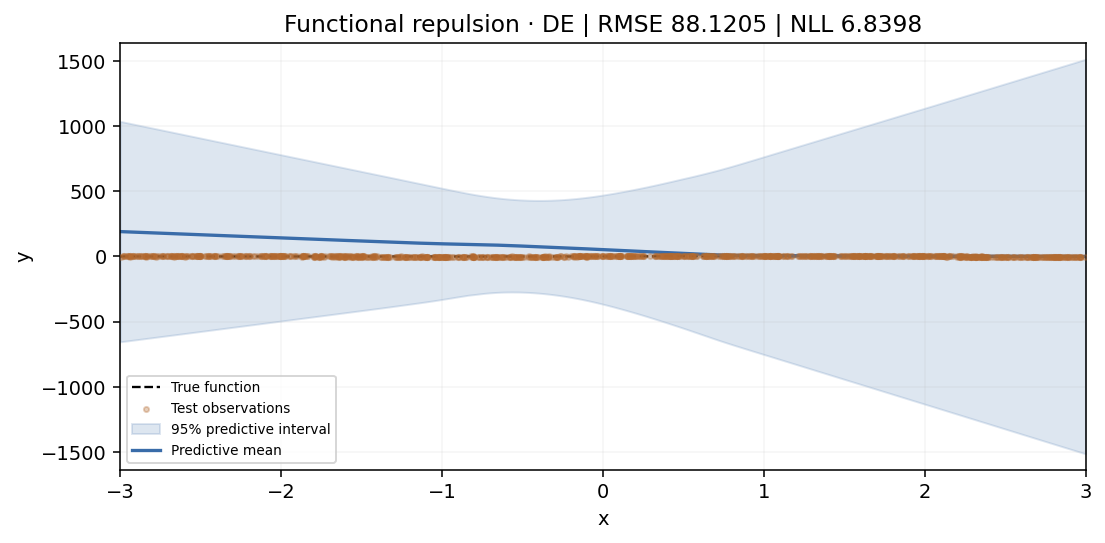 Functional repulsion · DE | RMSE 88.1205 | NLL 6.8398
1500
1000
500
0
−500
−1000
−1500
y
True function
Test observations
95% predictive interval
Predictive mean
−3 −2 −1 0 1 2 3
x